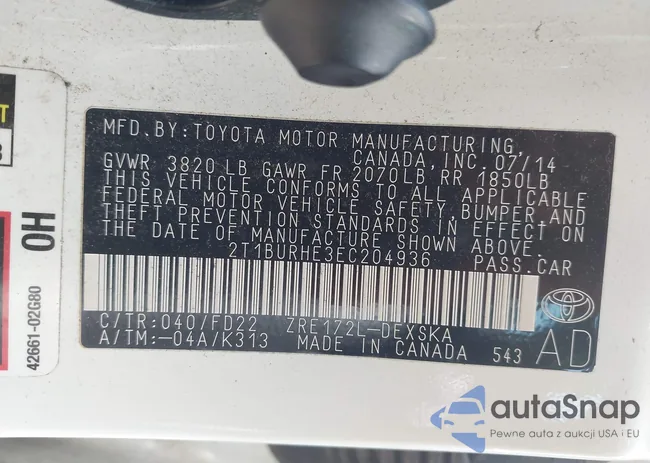 MFD.BY:TOYOTA MOTOR MANUFACTURING,
CANADA,INC.07/14
GVWR 3820 LB GAWR FR 2070LB RR 1850LB
THIS VEHICLE CONFORMS TO ALL APPLICABLE
FEDERAL MOTOR VEHICLE SAFETY,BUMPER AND
THEFT PREVENTION STANDARDS IN EFFECT ON
THE DATE OF MANUFACTURE SHOWN ABOVE.
2T1BURHE3EC204936 PASS.CAR
C/TR:040/FD22 ZRE172L-DEXSKA
A/TM:-04A/K313 MADE IN CANADA 543 AD
OH
42661-02G80
autaSnap
Pewne auta z aukcji USA i EU